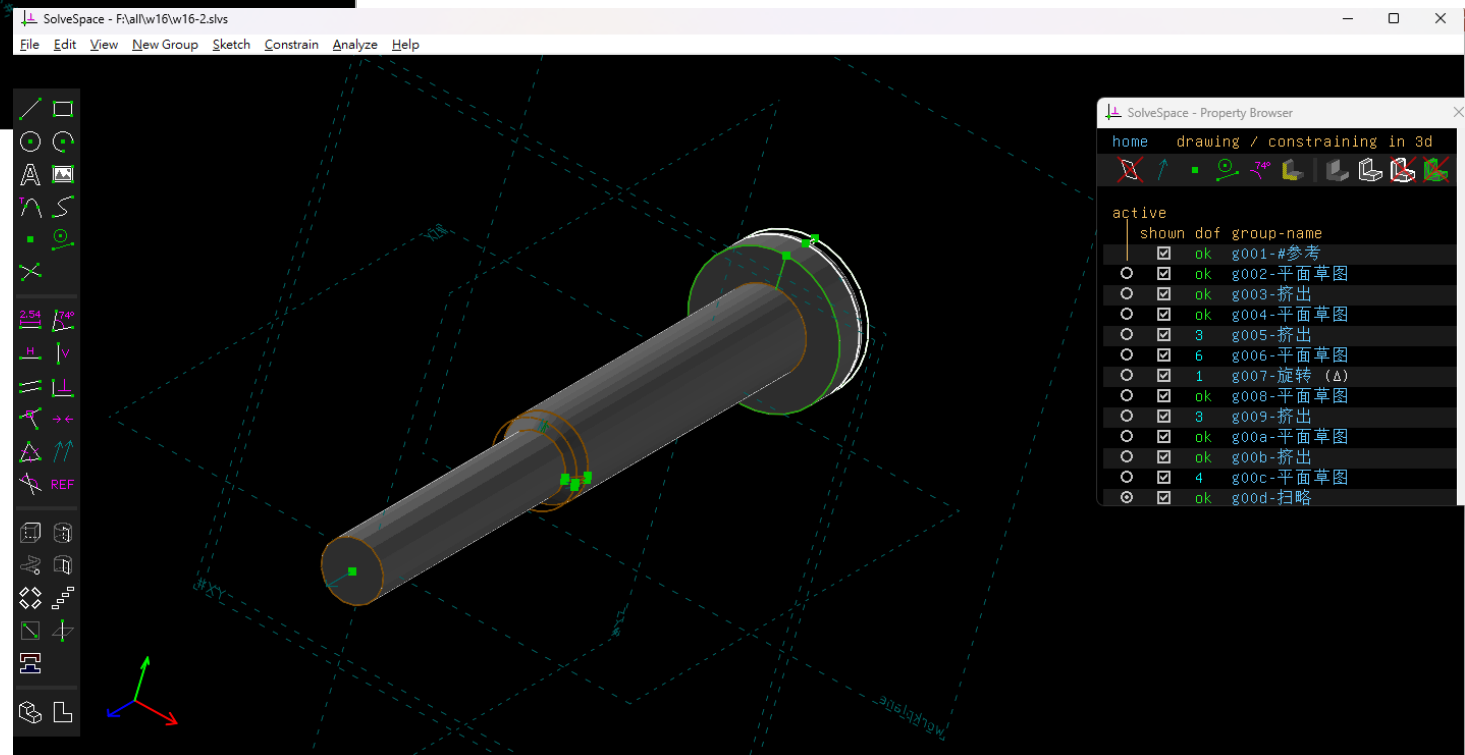 SolveSpace - F:\all\w16\w16-2.slvs
File Edit View New Group Sketch Constrain Analyze Help
SolveSpace - Property Browser
home drawing / constraining in 3d
active
shown dof group-name
ok g001-#参考
ok g002-平面草图
ok g003-挤出
ok g004-平面草图
3 g005-挤出
6 g006-平面草图
1 g007-旋转 (Δ)
ok g008-平面草图
3 g009-挤出
ok g00a-平面草图
ok g00b-挤出
4 g00c-平面草图
ok g00d-扫略
2.54 74°
H V
REF
#XY
workplane